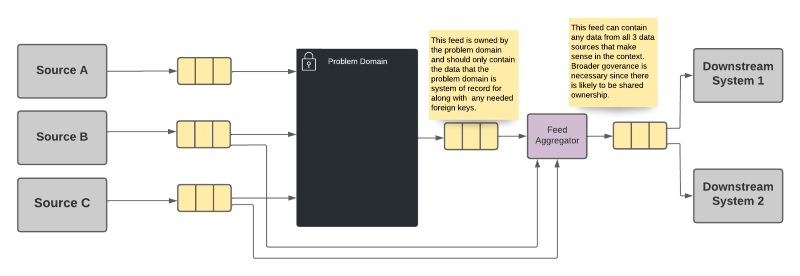 Source A
Source B
Source C
Problem Domain
This feed is owned by
the problem domain
and should only contain
the data that the
problem domain is
system of record for
along with any needed
foreign keys.
Feed
Aggregator
This feed can contain
any data from all 3 data
sources that make
sense in the context.
Broader goverance is
necessary since there
is likely to be shared
ownership.
Downstream
System 1
Downstream
System 2